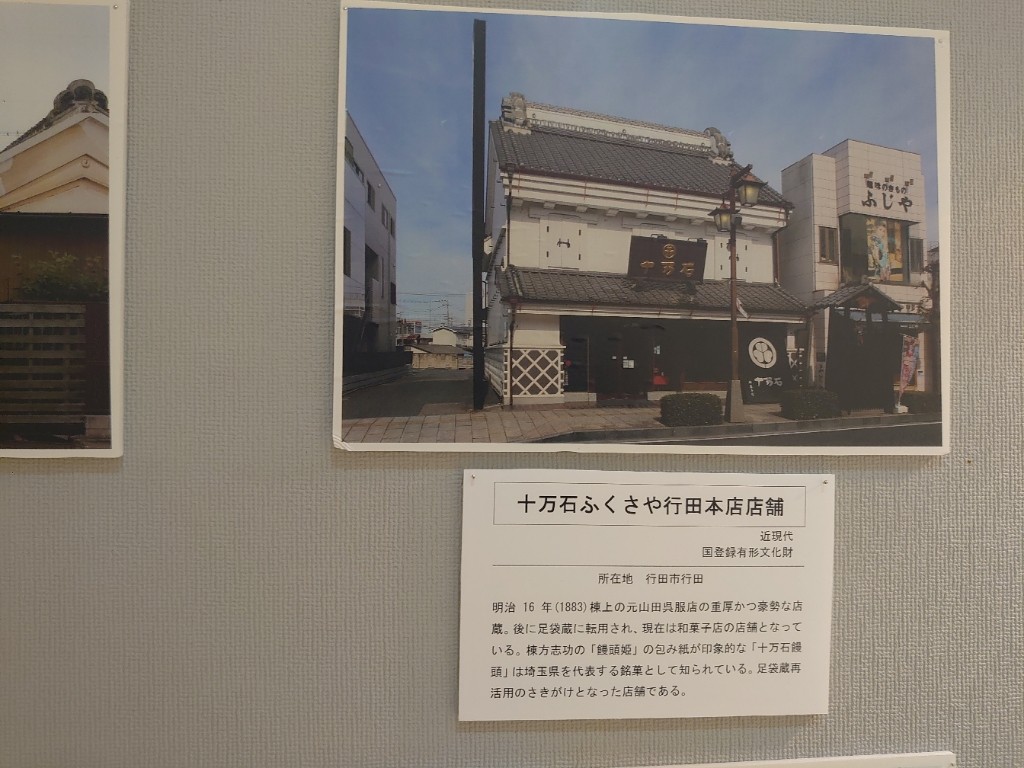 ふじや
十万石
十万石
十万石ふくさや行田本店店舗
近現代
国登録有形文化財
所在地　行田市行田
明治 16 年(1883)棟上の元山田呉服店の重厚かつ豪勢な店
蔵。後に足袋蔵に転用され、現在は和菓子店の店舗となって
いる。棟方志功の「饅頭姫」の包み紙が印象的な「十万石饅
頭」は埼玉県を代表する銘菓として知られている。足袋蔵再
活用のさきがけとなった店舗である。